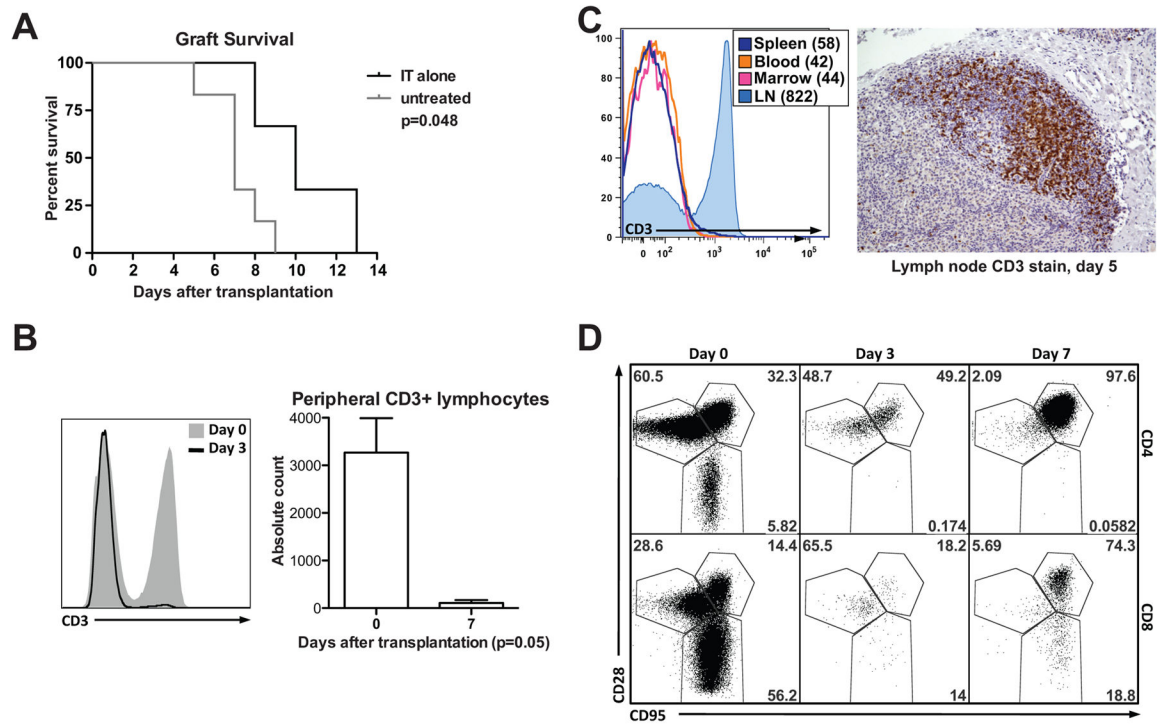 A
Graft Survival
Percent survival
100
75
50
25
0
0 2 4 6 8 10 12 14
Days after transplantation
IT alone
untreated
p=0.048
B
Day 0
Day 3
CD3
Peripheral CD3+ lymphocytes
Absolute count
4000
3000
2000
1000
0
0 7
Days after transplantation (p=0.05)
C
100
80
60
40
20
0
Spleen (58)
Blood (42)
Marrow (44)
LN (822)
CD3
0 10² 10³ 10⁴ 10⁵
Lymph node CD3 stain, day 5
D
Day 0 Day 3 Day 7
60.5 32.3 48.7 49.2 2.09 97.6
CD4
5.82 0.174 0.0582
28.6 14.4 65.5 18.2 5.69 74.3
CD8
56.2 14 18.8
CD28
CD95